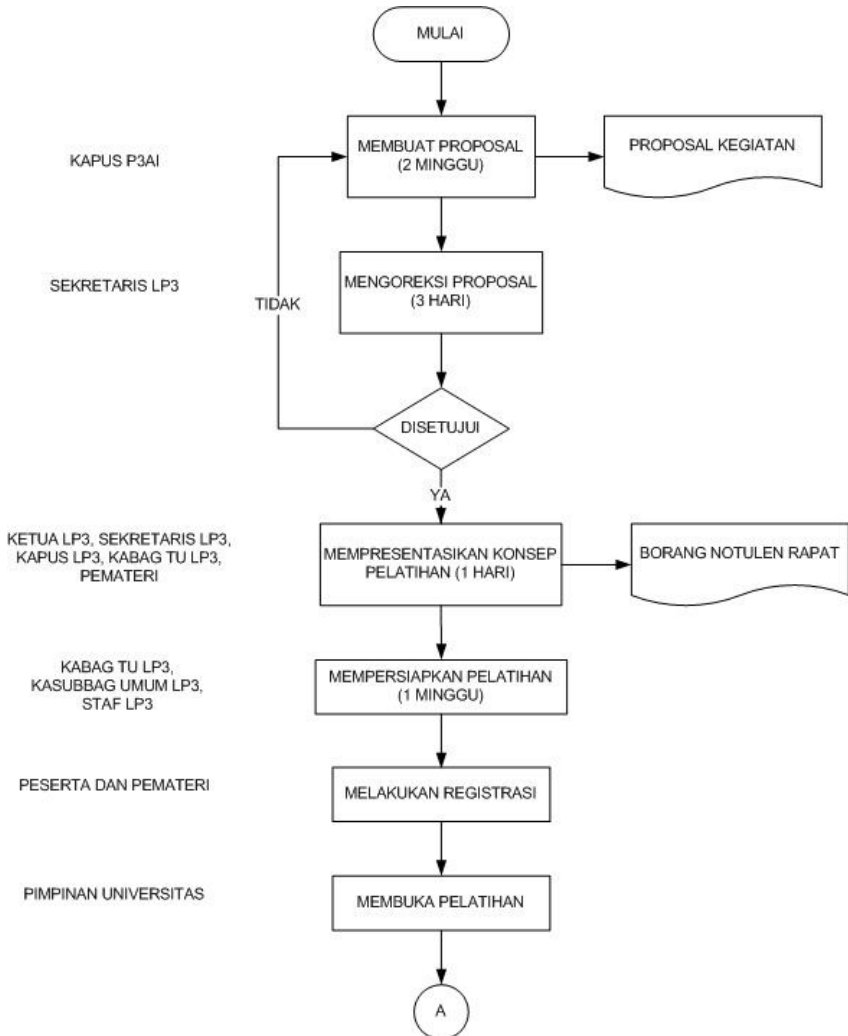 MULAI
KAPUS P3AI
MEMBUAT PROPOSAL
(2 MINGGU)
PROPOSAL KEGIATAN
SEKRETARIS LP3
MENGOREKSI PROPOSAL
(3 HARI)
TIDAK
DISETUJUI
YA
KETUA LP3, SEKRETARIS LP3,
KAPUS LP3, KABAG TU LP3,
PEMATERI
MEMPRESENTASIKAN KONSEP
PELATIHAN (1 HARI)
BORANG NOTULEN RAPAT
KABAG TU LP3,
KASUBBAG UMUM LP3,
STAF LP3
MEMPERSIAPKAN PELATIHAN
(1 MINGGU)
PESERTA DAN PEMATERI
MELAKUKAN REGISTRASI
PIMPINAN UNIVERSITAS
MEMBUKA PELATIHAN
A